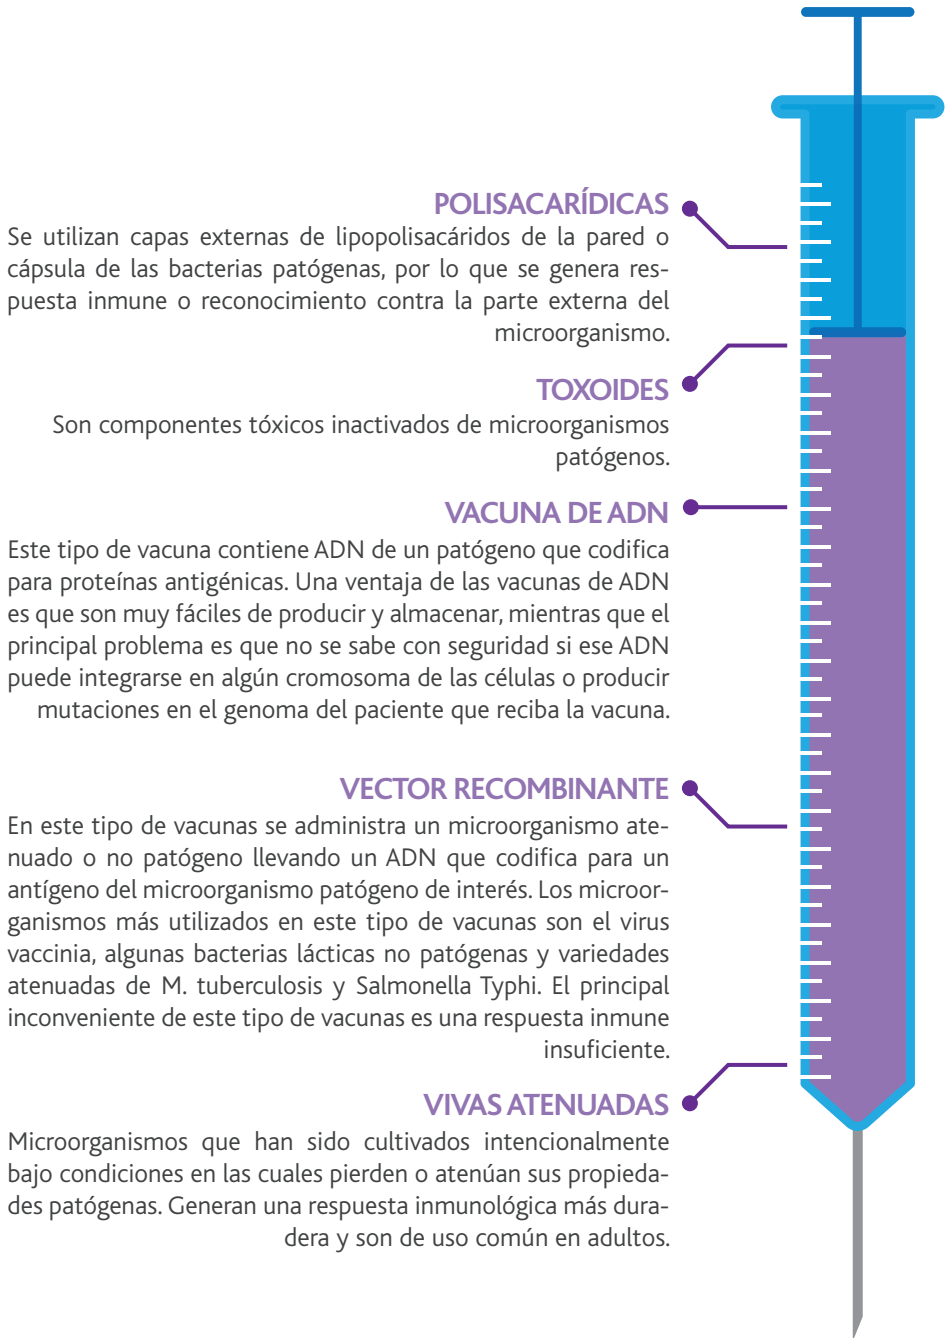 POLISACARÍDICAS
Se utilizan capas externas de lipopolisacáridos de la pared o
cápsula de las bacterias patógenas, por lo que se genera res-
puesta inmune o reconocimiento contra la parte externa del
microorganismo.
TOXOIDES
Son componentes tóxicos inactivados de microorganismos
patógenos.
VACUNA DE ADN
Este tipo de vacuna contiene ADN de un patógeno que codifica
para proteínas antigénicas. Una ventaja de las vacunas de ADN
es que son muy fáciles de producir y almacenar, mientras que el
principal problema es que no se sabe con seguridad si ese ADN
puede integrarse en algún cromosoma de las células o producir
mutaciones en el genoma del paciente que reciba la vacuna.
VECTOR RECOMBINANTE
En este tipo de vacunas se administra un microorganismo ate-
nuado o no patógeno llevando un ADN que codifica para un
antígeno del microorganismo patógeno de interés. Los microor-
ganismos más utilizados en este tipo de vacunas son el virus
vaccinia, algunas bacterias lácticas no patógenas y variedades
atenuadas de M. tuberculosis y Salmonella Typhi. El principal
inconveniente de este tipo de vacunas es una respuesta inmune
insuficiente.
VIVAS ATENUADAS
Microorganismos que han sido cultivados intencionalmente
bajo condiciones en las cuales pierden o atenúan sus propieda-
des patógenas. Generan una respuesta inmunológica más dura-
dera y son de uso común en adultos.